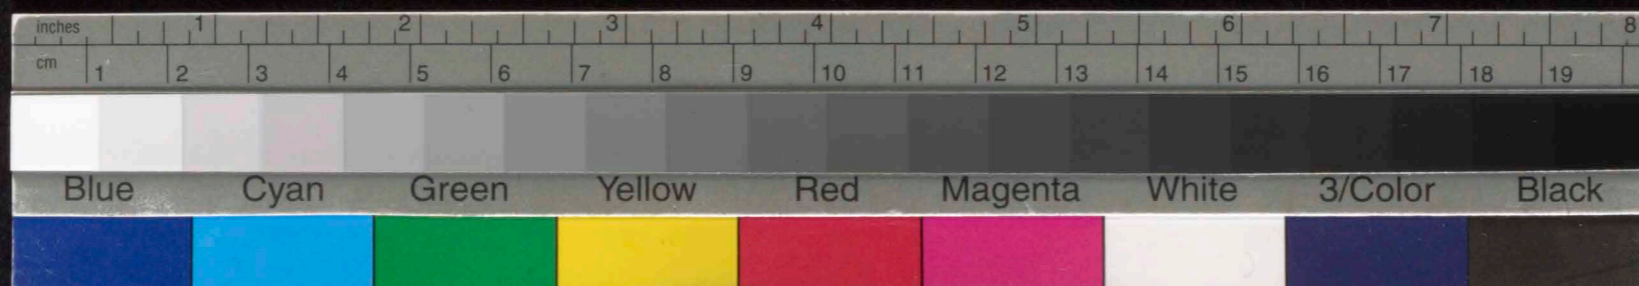 inches 1 2 3 4 5 6 7 8
cm 1 2 3 4 5 6 7 8 9 10 11 12 13 14 15 16 17 18 19
Blue Cyan Green Yellow Red Magenta White 3/Color Black